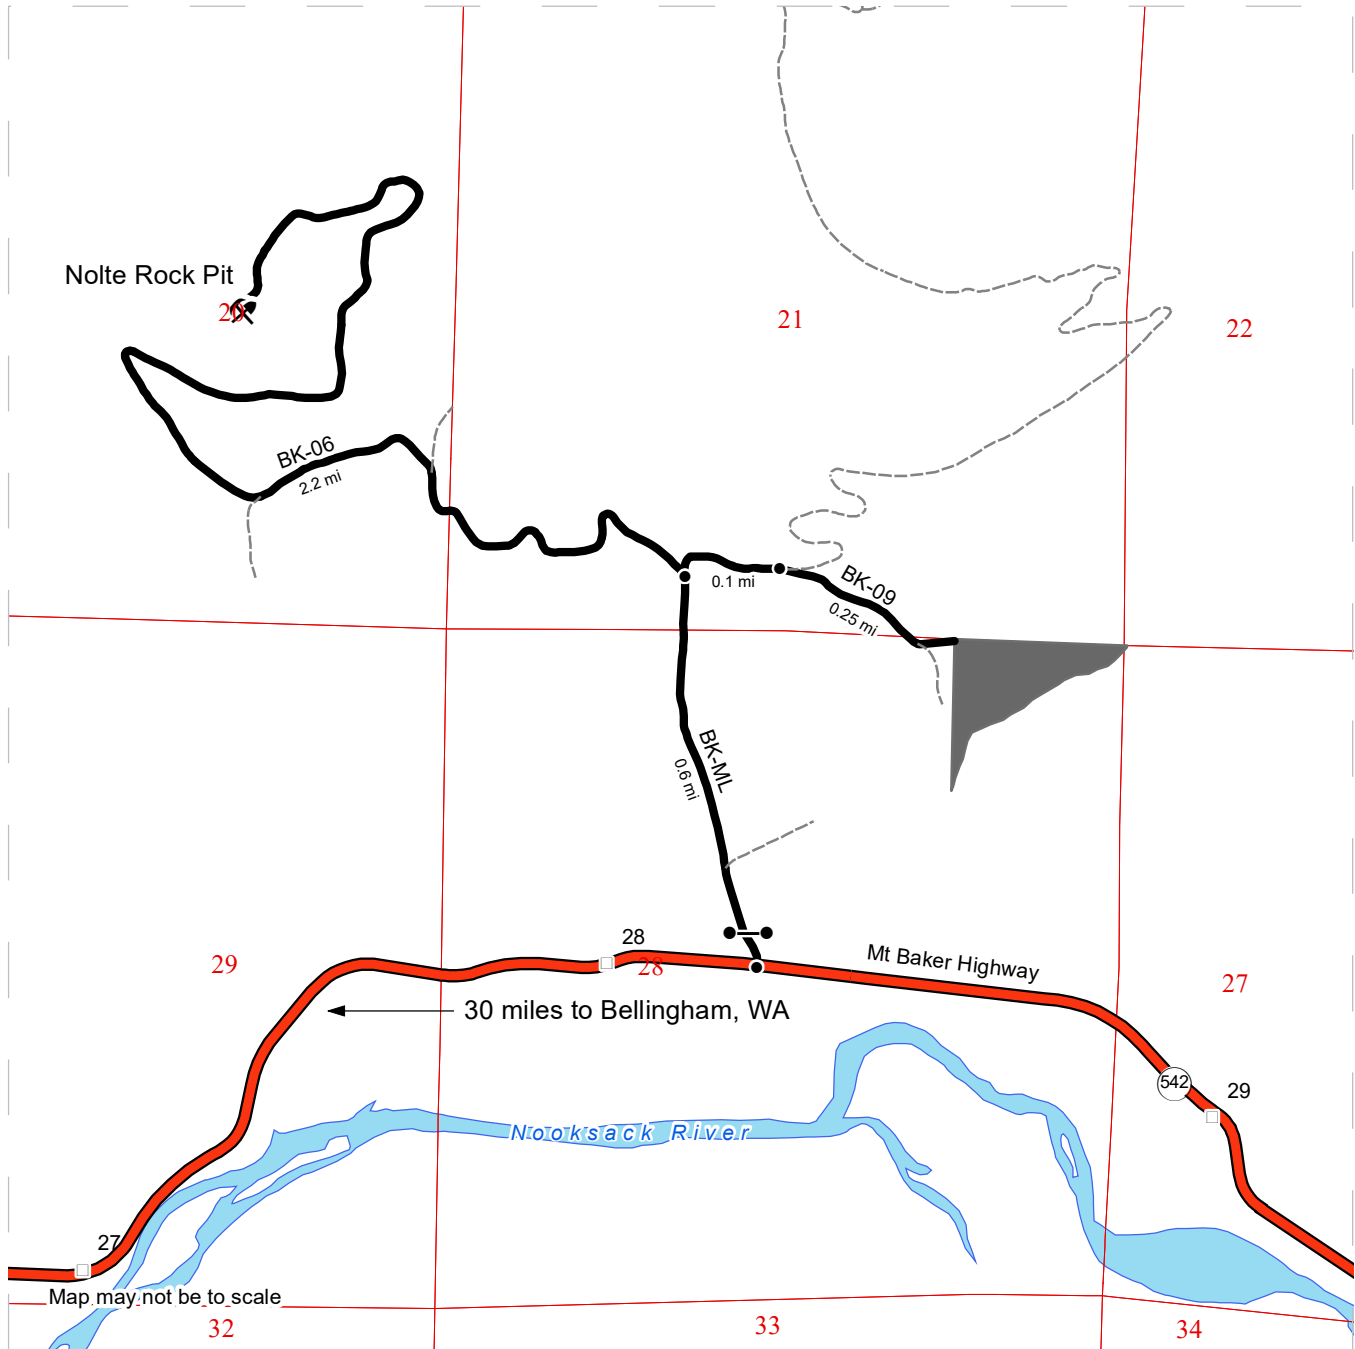 Nolte Rock Pit
20
21
22
BK-06
2.2 mi
0.1 mi
BK-09
0.25 mi
BK-ML
0.6 mi
29
28
28
Mt Baker Highway
27
30 miles to Bellingham, WA
542
29
Nooksack River
27
Map may not be to scale
32
33
34